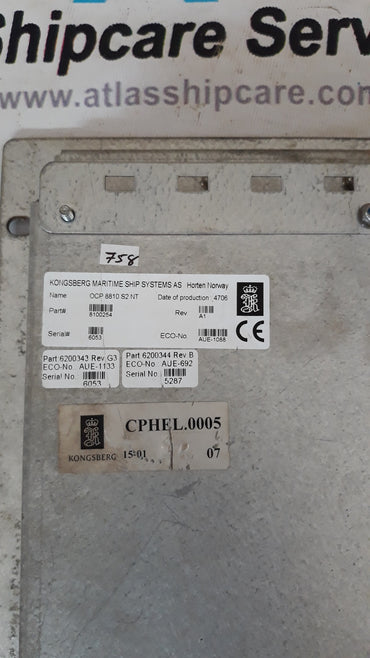 Shipcare Serv
www.atlasshipcare.com
758
KONGSBERG MARITIME SHIP SYSTEMS AS Horten Norway
Name: OCP 8810 S2 NT Date of production: 4706
Part# 8100254 Rev A1
Serial# 6053 ECO-No: AUE-1088
CE
Part 6200343 Rev. G3
ECO-No AUE-1133
Serial No. 6053
Part 6200344 Rev B
ECO-No: AUE-692
Serial No. 5287
CPHEL.0005
KONGSBERG 15-01 07